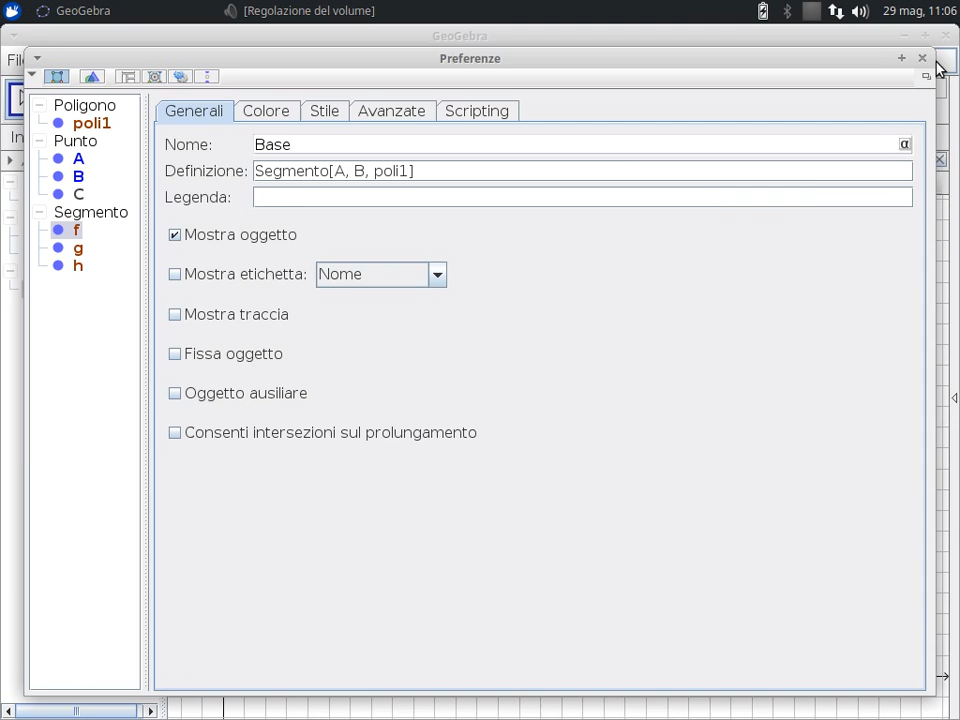 GeoGebra
[Regolazione del volume]
29 mag, 11:06
GeoGebra
Preferenze
Poligono
poli1
Punto
A
B
C
Segmento
f
g
h
Generali
Colore
Stile
Avanzate
Scripting
Nome:
Base
α
Definizione:
Segmento[A, B, poli1]
Legenda:
Mostra oggetto
Mostra etichetta:
Nome
Mostra traccia
Fissa oggetto
Oggetto ausiliare
Consenti intersezioni sul prolungamento